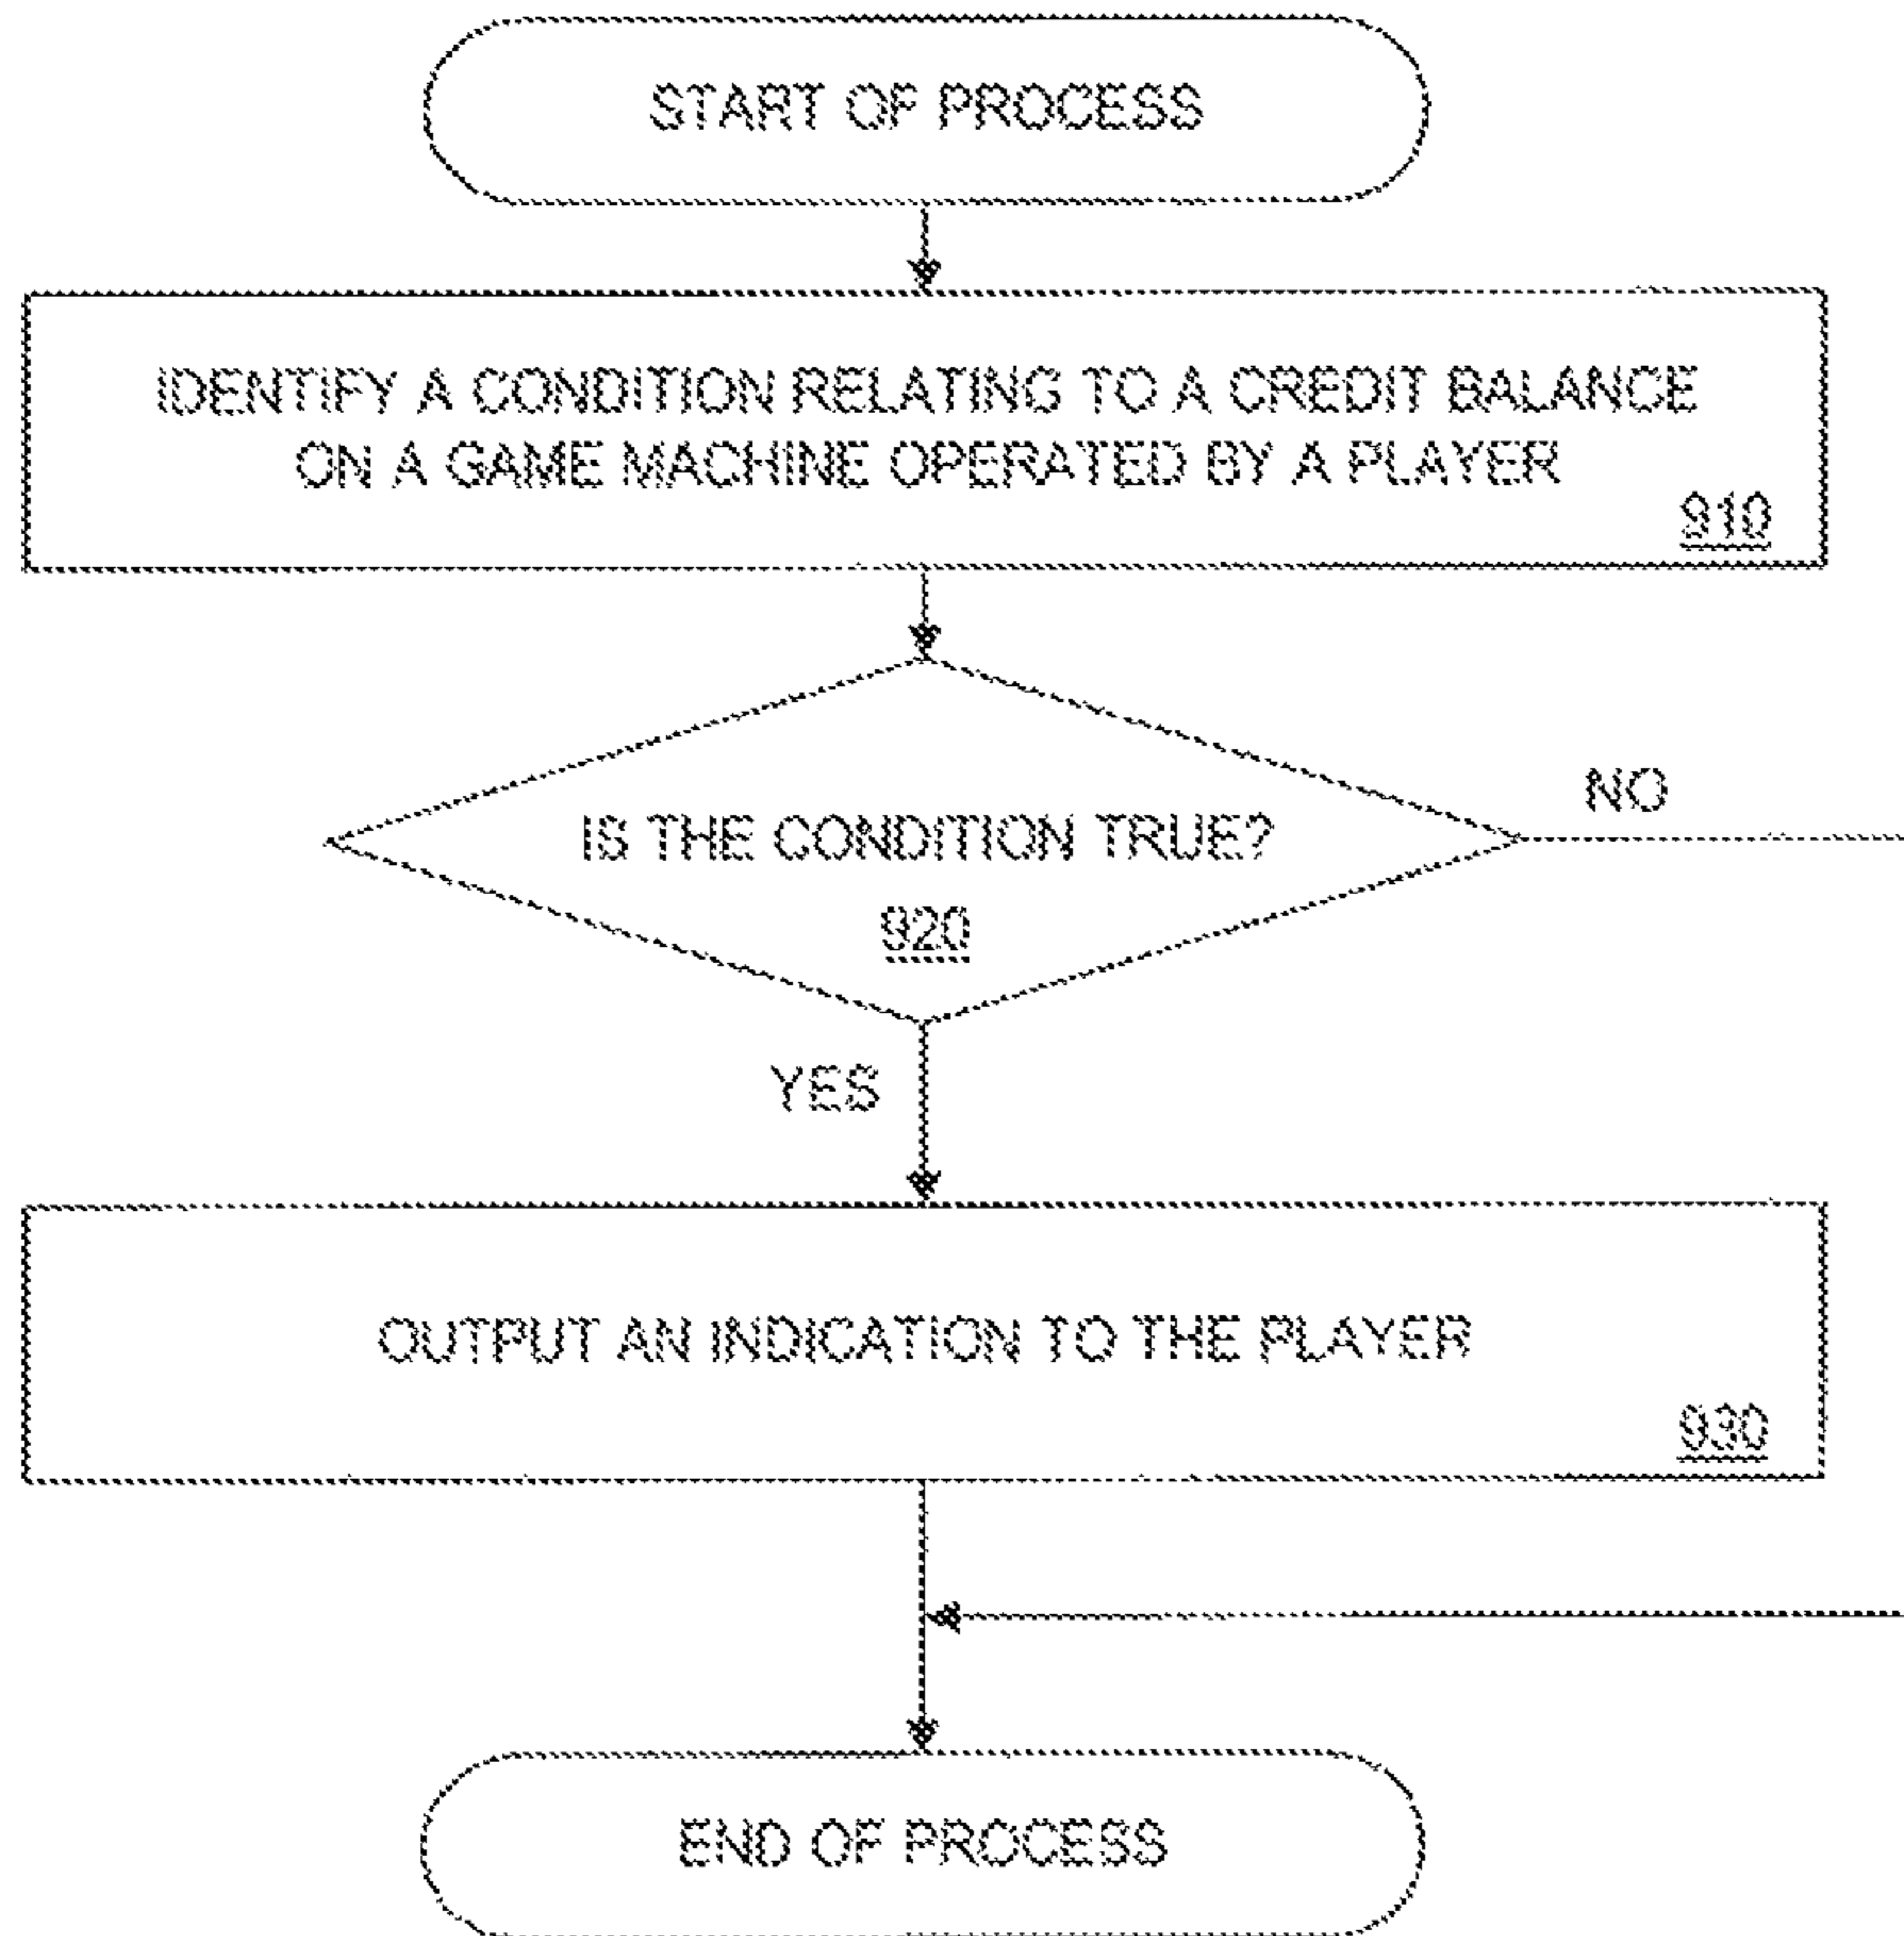 START OF PROCESS
IDENTIFY A CONDITION RELATING TO A CREDIT BALANCE
ON A GAME MACHINE OPERATED BY A PLAYER
910
IS THE CONDITION TRUE?
920
NO
YES
OUTPUT AN INDICATION TO THE PLAYER
930
END OF PROCESS